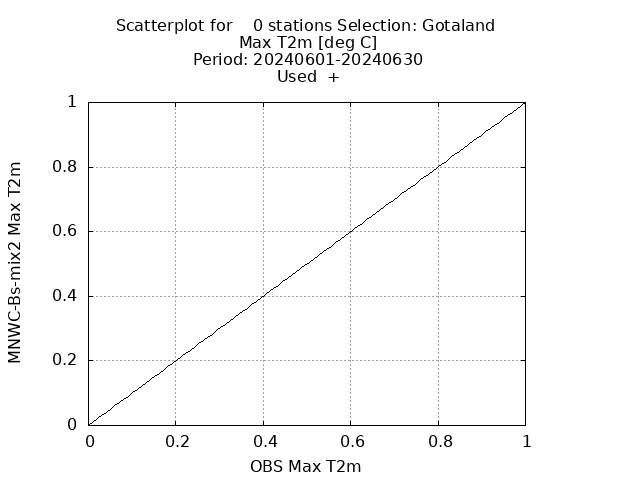 Scatterplot for    0 stations Selection: Gotaland
Max T2m [deg C]
Period: 20240601-20240630
Used  +
1
0.8
0.6
0.4
0.2
0
MNWC-Bs-mix2 Max T2m
0 0.2 0.4 0.6 0.8 1
OBS Max T2m